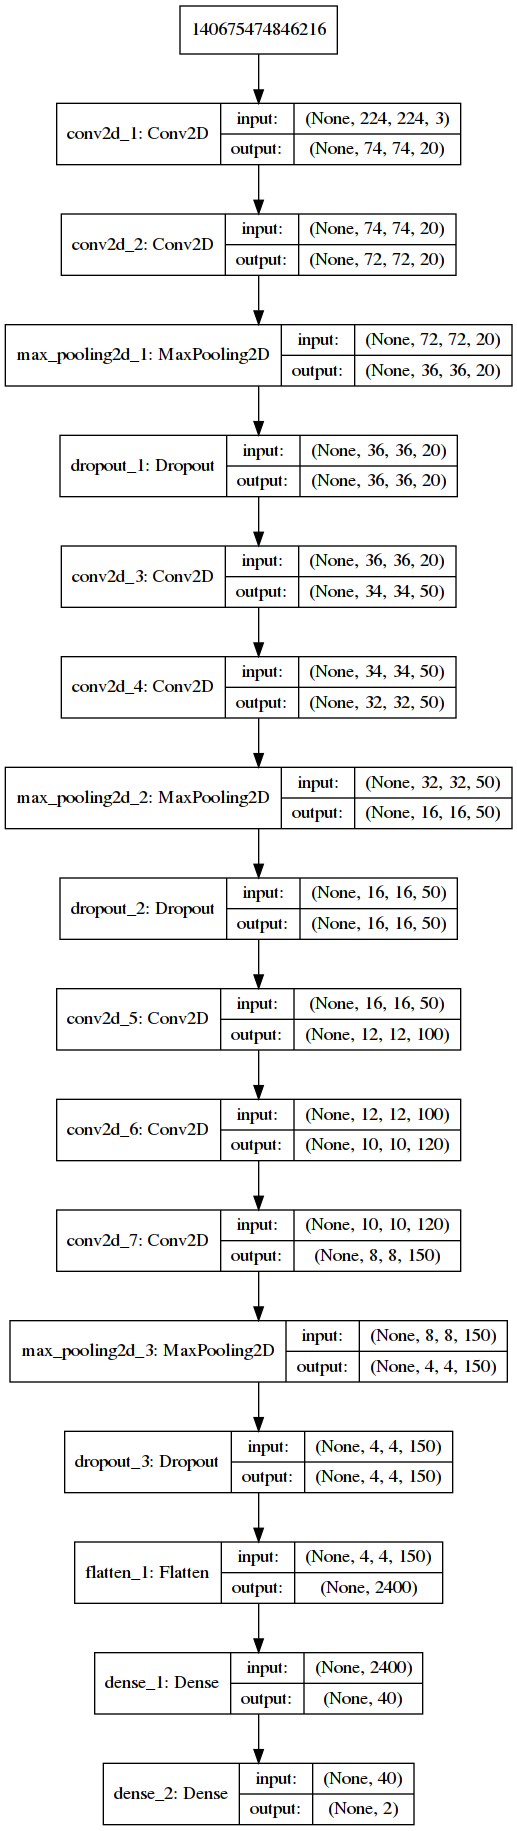 140675474846216
conv2d_1: Conv2D
input: (None, 224, 224, 3)
output: (None, 74, 74, 20)
conv2d_2: Conv2D
input: (None, 74, 74, 20)
output: (None, 72, 72, 20)
max_pooling2d_1: MaxPooling2D
input: (None, 72, 72, 20)
output: (None, 36, 36, 20)
dropout_1: Dropout
input: (None, 36, 36, 20)
output: (None, 36, 36, 20)
conv2d_3: Conv2D
input: (None, 36, 36, 20)
output: (None, 34, 34, 50)
conv2d_4: Conv2D
input: (None, 34, 34, 50)
output: (None, 32, 32, 50)
max_pooling2d_2: MaxPooling2D
input: (None, 32, 32, 50)
output: (None, 16, 16, 50)
dropout_2: Dropout
input: (None, 16, 16, 50)
output: (None, 16, 16, 50)
conv2d_5: Conv2D
input: (None, 16, 16, 50)
output: (None, 12, 12, 100)
conv2d_6: Conv2D
input: (None, 12, 12, 100)
output: (None, 10, 10, 120)
conv2d_7: Conv2D
input: (None, 10, 10, 120)
output: (None, 8, 8, 150)
max_pooling2d_3: MaxPooling2D
input: (None, 8, 8, 150)
output: (None, 4, 4, 150)
dropout_3: Dropout
input: (None, 4, 4, 150)
output: (None, 4, 4, 150)
flatten_1: Flatten
input: (None, 4, 4, 150)
output: (None, 2400)
dense_1: Dense
input: (None, 2400)
output: (None, 40)
dense_2: Dense
input: (None, 40)
output: (None, 2)